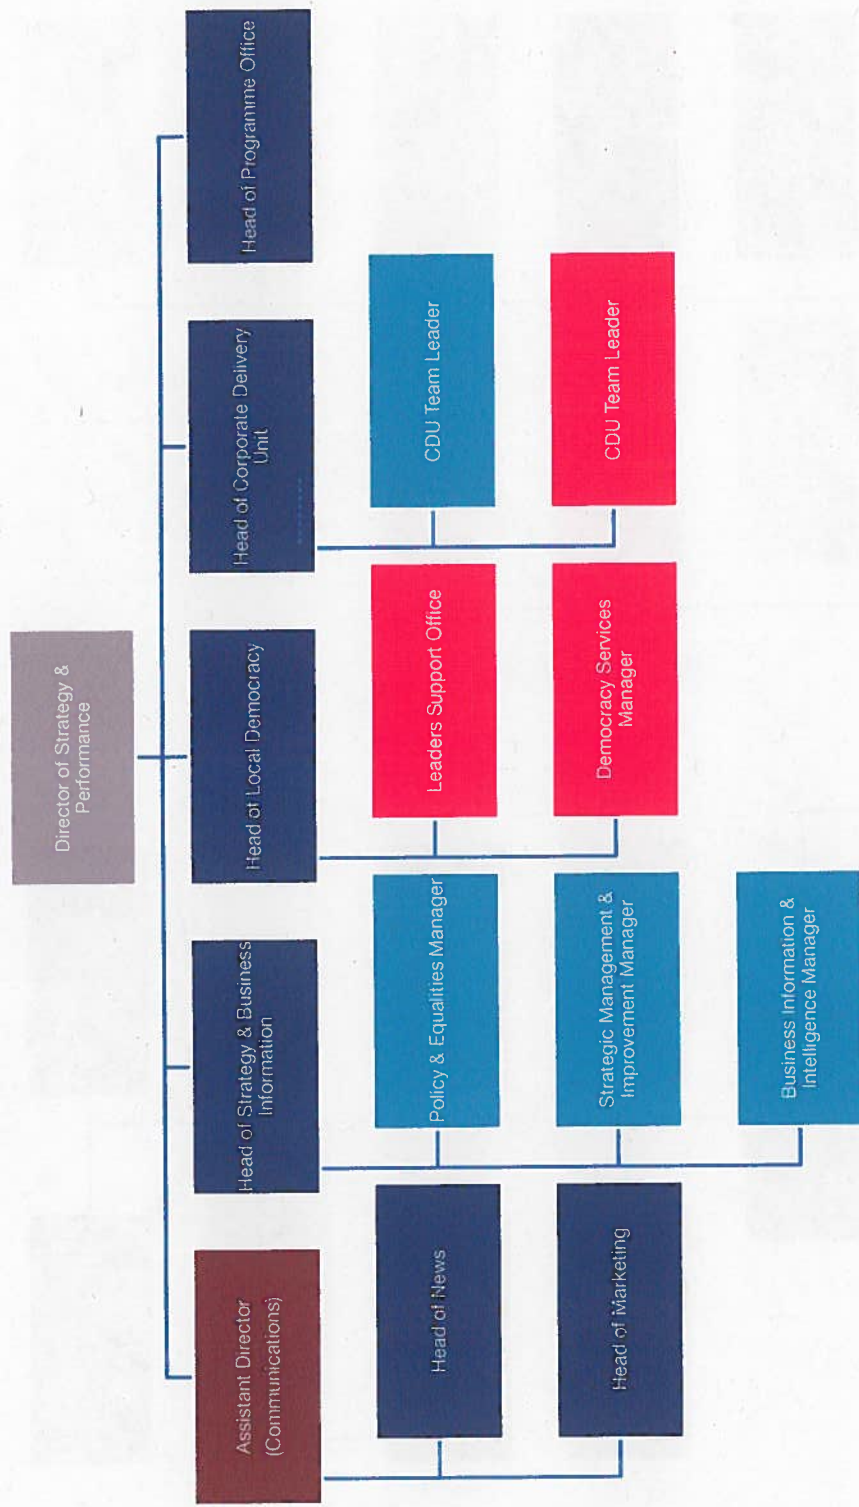 Director of Strategy &
Performance
Assistant Director
(Communications)
Head of Strategy & Business
Information
Head of Local Democracy
Head of Corporate Delivery
Unit
Head of Programme Office
Head of News
Policy & Equalities Manager
Leaders Support Office
CDU Team Leader
Head of Marketing
Strategic Management &
Improvement Manager
Democracy Services
Manager
CDU Team Leader
Business Information &
Intelligence Manager